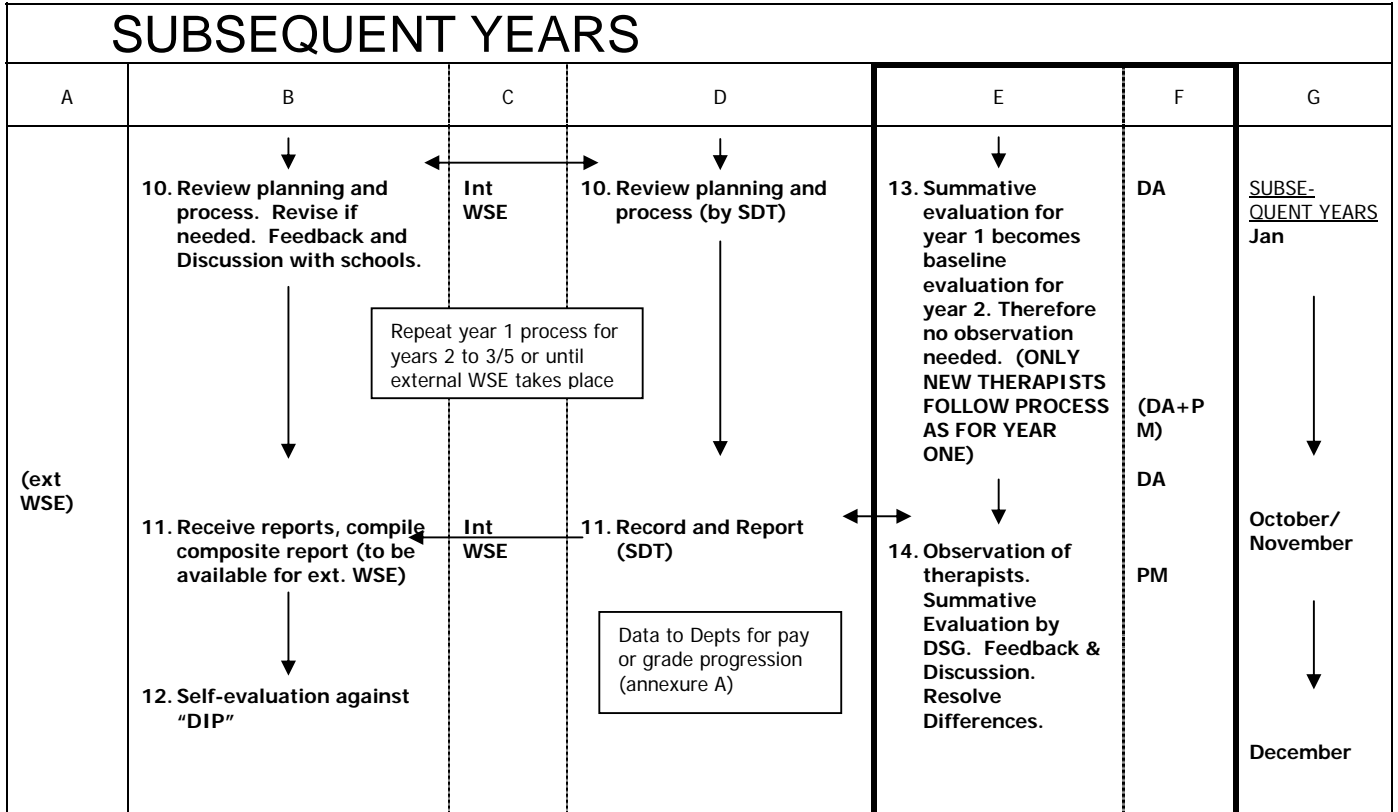 SUBSEQUENT YEARS
A
B
C
D
E
F
G
(ext
WSE)
10. Review planning and
process. Revise if
needed. Feedback and
Discussion with schools.
11. Receive reports, compile
composite report (to be
available for ext. WSE)
12. Self-evaluation against
“DIP”
Int
WSE
Repeat year 1 process for
years 2 to 3/5 or until
external WSE takes place
Int
WSE
10. Review planning and
process (by SDT)
11. Record and Report
(SDT)
Data to Depts for pay
or grade progression
(annexure A)
13. Summative
evaluation for
year 1 becomes
baseline
evaluation for
year 2. Therefore
no observation
needed. (ONLY
NEW THERAPISTS
FOLLOW PROCESS
AS FOR YEAR
ONE)
14. Observation of
therapists.
Summative
Evaluation by
DSG. Feedback &
Discussion.
Resolve
Differences.
DA
(DA+P
M)
DA
PM
SUBSE-
QUENT YEARS
Jan
October/
November
December